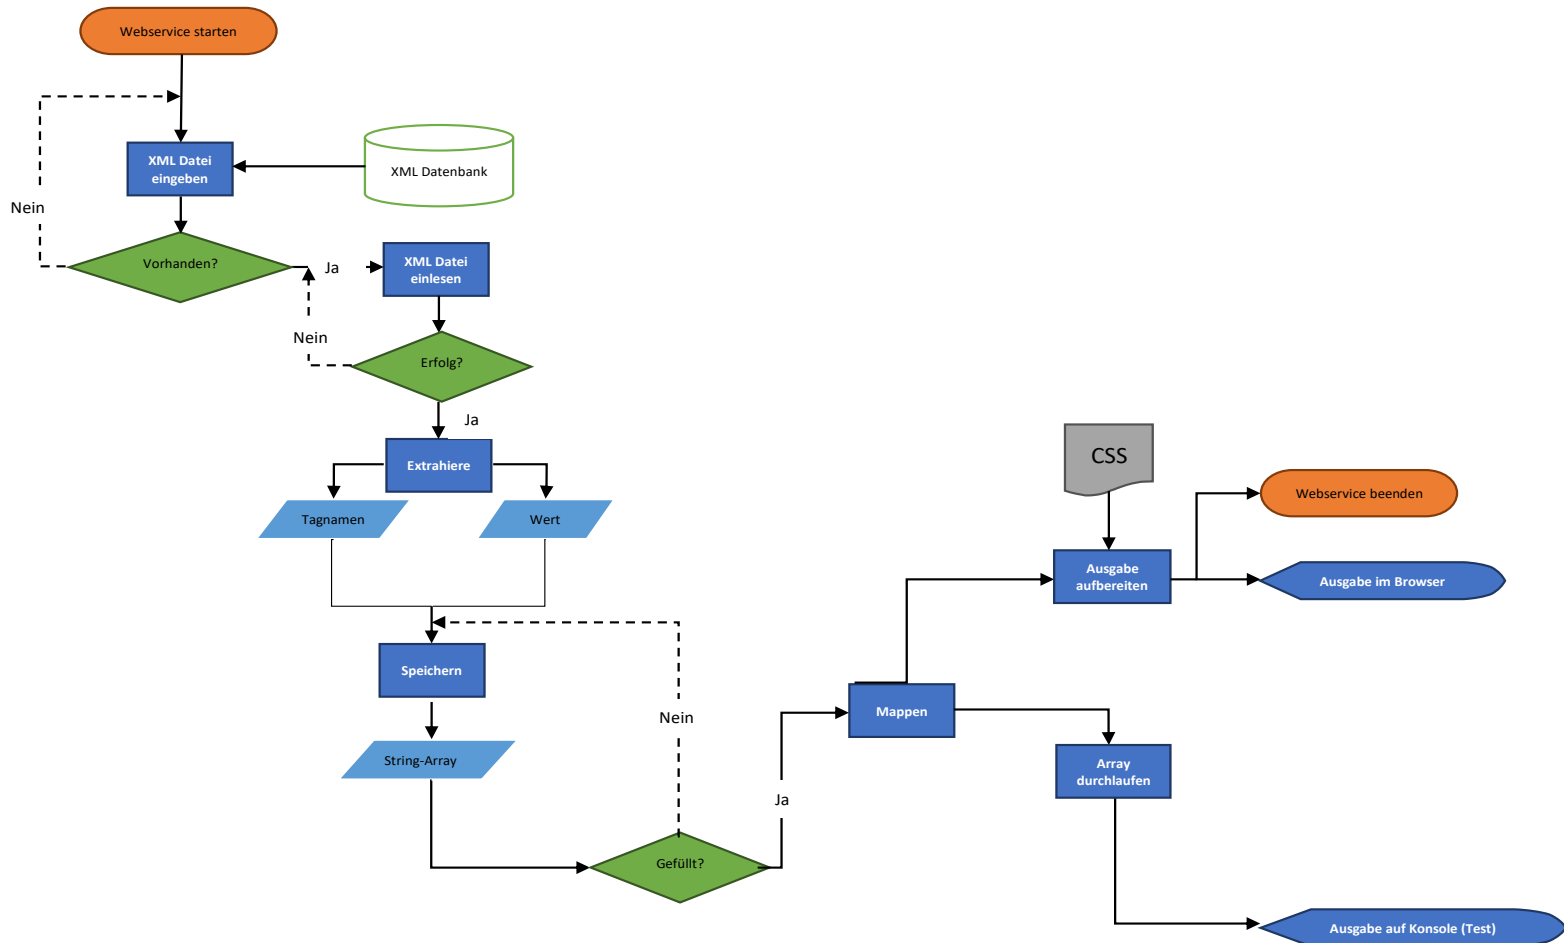 Webservice starten
XML Datei
eingeben
XML Datenbank
Nein
Vorhanden?
Ja
XML Datei
einlesen
Nein
Erfolg?
Ja
Extrahiere
Tagnamen
Wert
Speichern
String-Array
Nein
Gefüllt?
Ja
Mappen
CSS
Webservice beenden
Ausgabe
aufbereiten
Ausgabe im Browser
Array
durchlaufen
Ausgabe auf Konsole (Test)